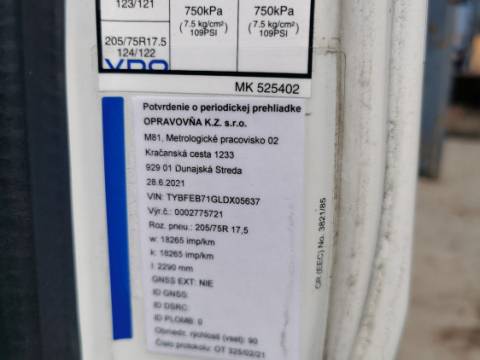 123/121
750kPa
(7.5 kg/cm²
109PSI
750kPa
(7.5 kg/cm²
109PSI)
205/75R17.5
124/122
VDO
MK 525402
Potvrdenie o periodickej prehliadke
OPRAVOVŇA K.Z. s.r.o.
M81, Metrologické pracovisko 02
Kračanská cesta 1233
929 01 Dunajská Streda
28.6.2021
VIN: TYBFEB71GLDX05637
Výr.č.: 0002775721
Roz. pneu.: 205/75R 17,5
w: 18265 imp/km
k: 18265 imp/km
l: 2290 mm
GNSS EXT: NIE
ID GNSS:
ID DSRC:
ID PLOMB: 0
Obmedz. rýchlosti (vset): 90
Číslo protokolu: OT 325/02/21
CR (EEC) No. 3821/85